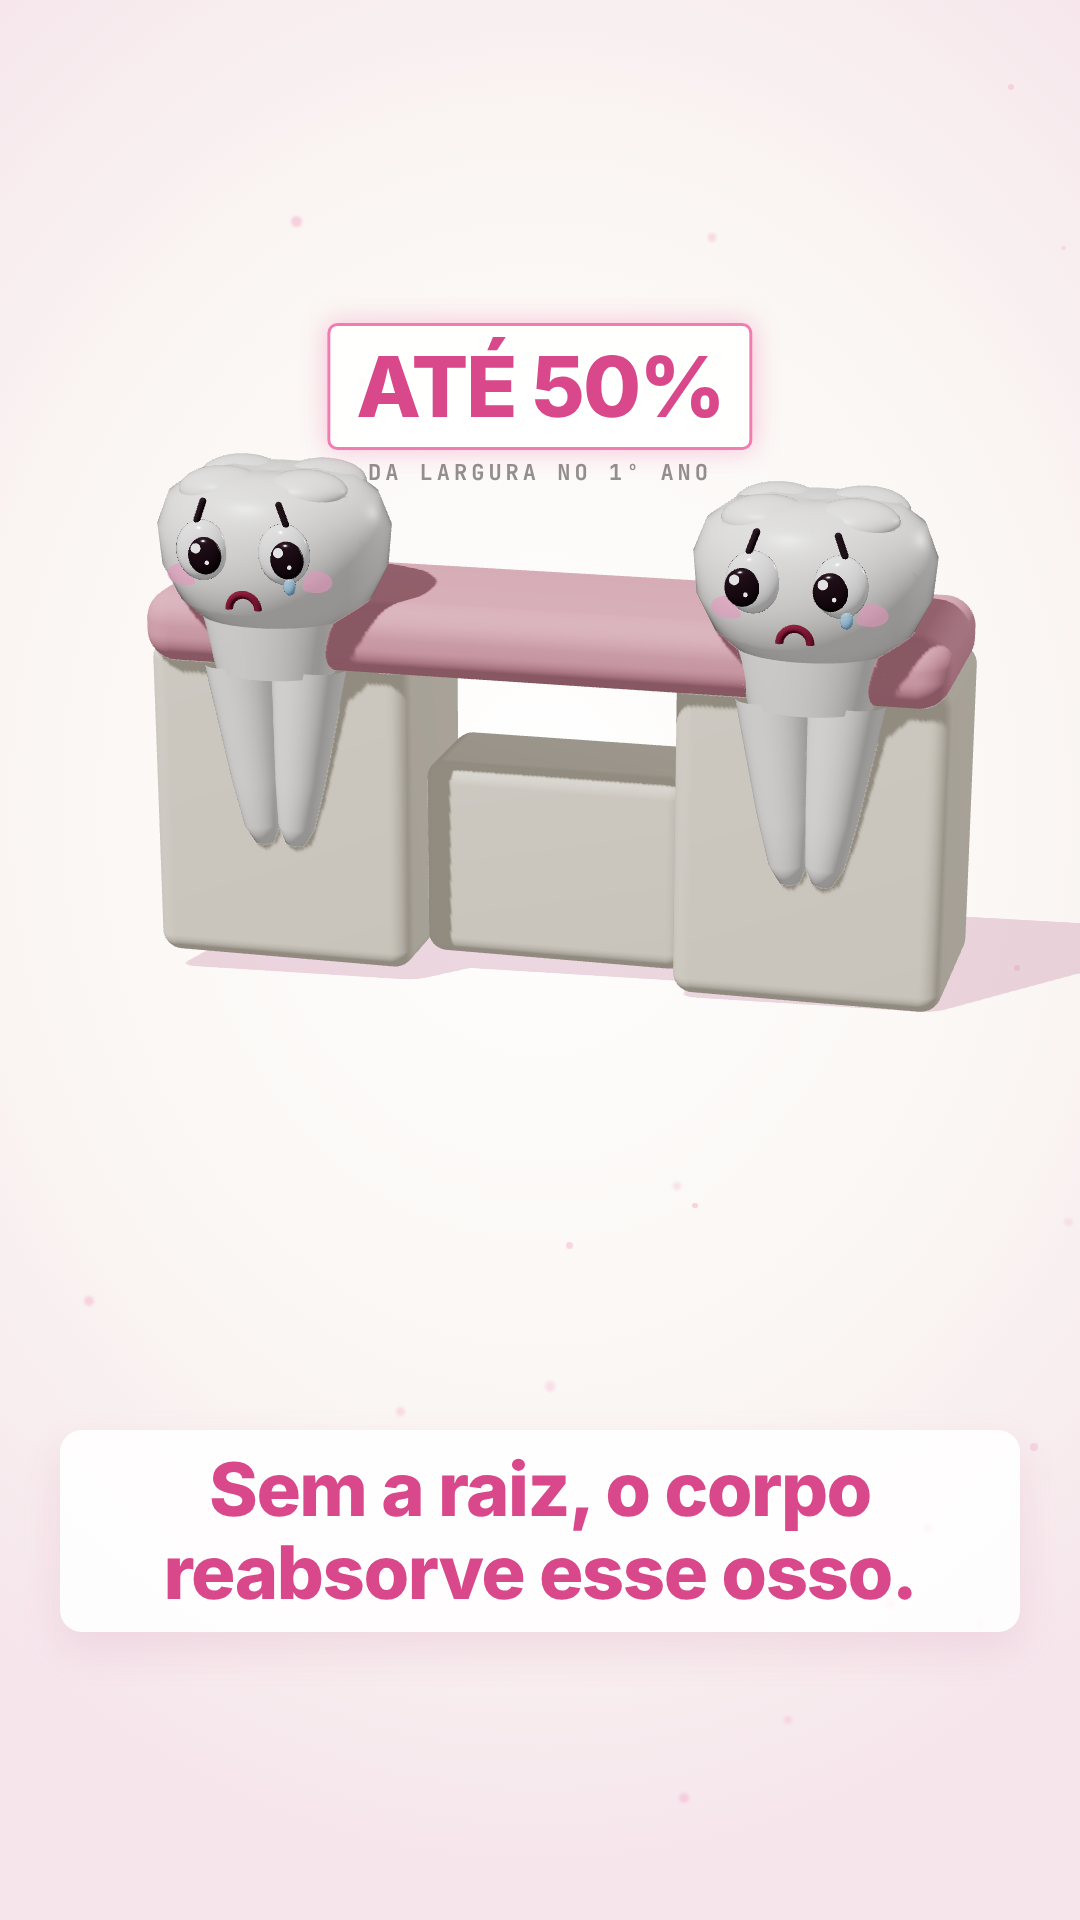 ATÉ 50%
DA LARGURA NO 1° ANO
Sem a raiz, o corpo
reabsorve esse osso.